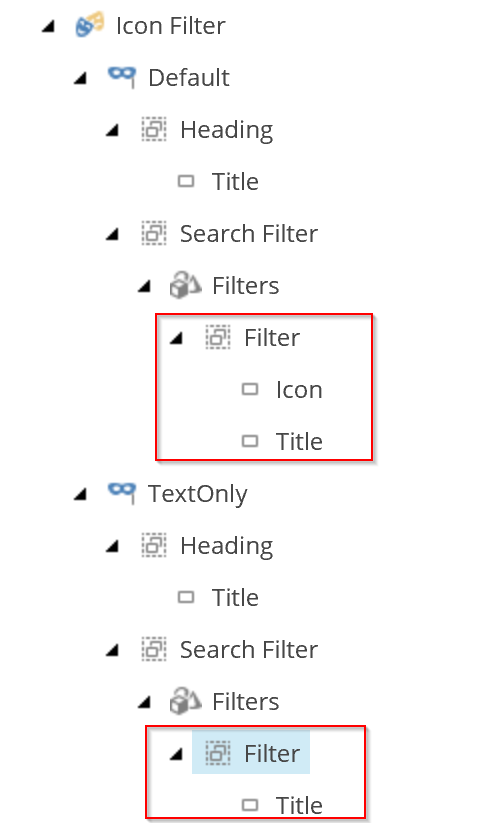 Icon Filter
Default
Heading
Title
Search Filter
Filters
Filter
Icon
Title
TextOnly
Heading
Title
Search Filter
Filters
Filter
Title